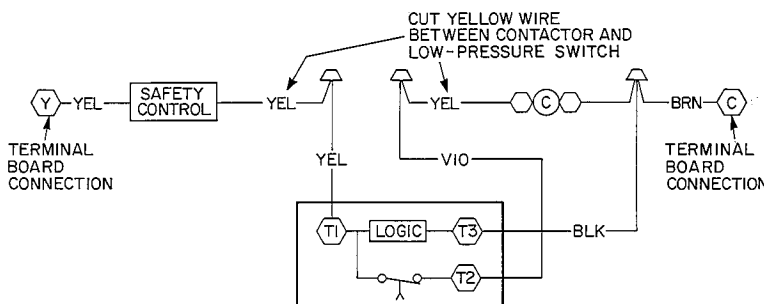 CUT YELLOW WIRE
BETWEEN CONTACTOR AND
LOW-PRESSURE SWITCH
Y
YEL
SAFETY
CONTROL
YEL
YEL
C
BRN
C
TERMINAL
BOARD
CONNECTION
YEL
VIO
TERMINAL
BOARD
CONNECTION
T1
LOGIC
T3
BLK
T2